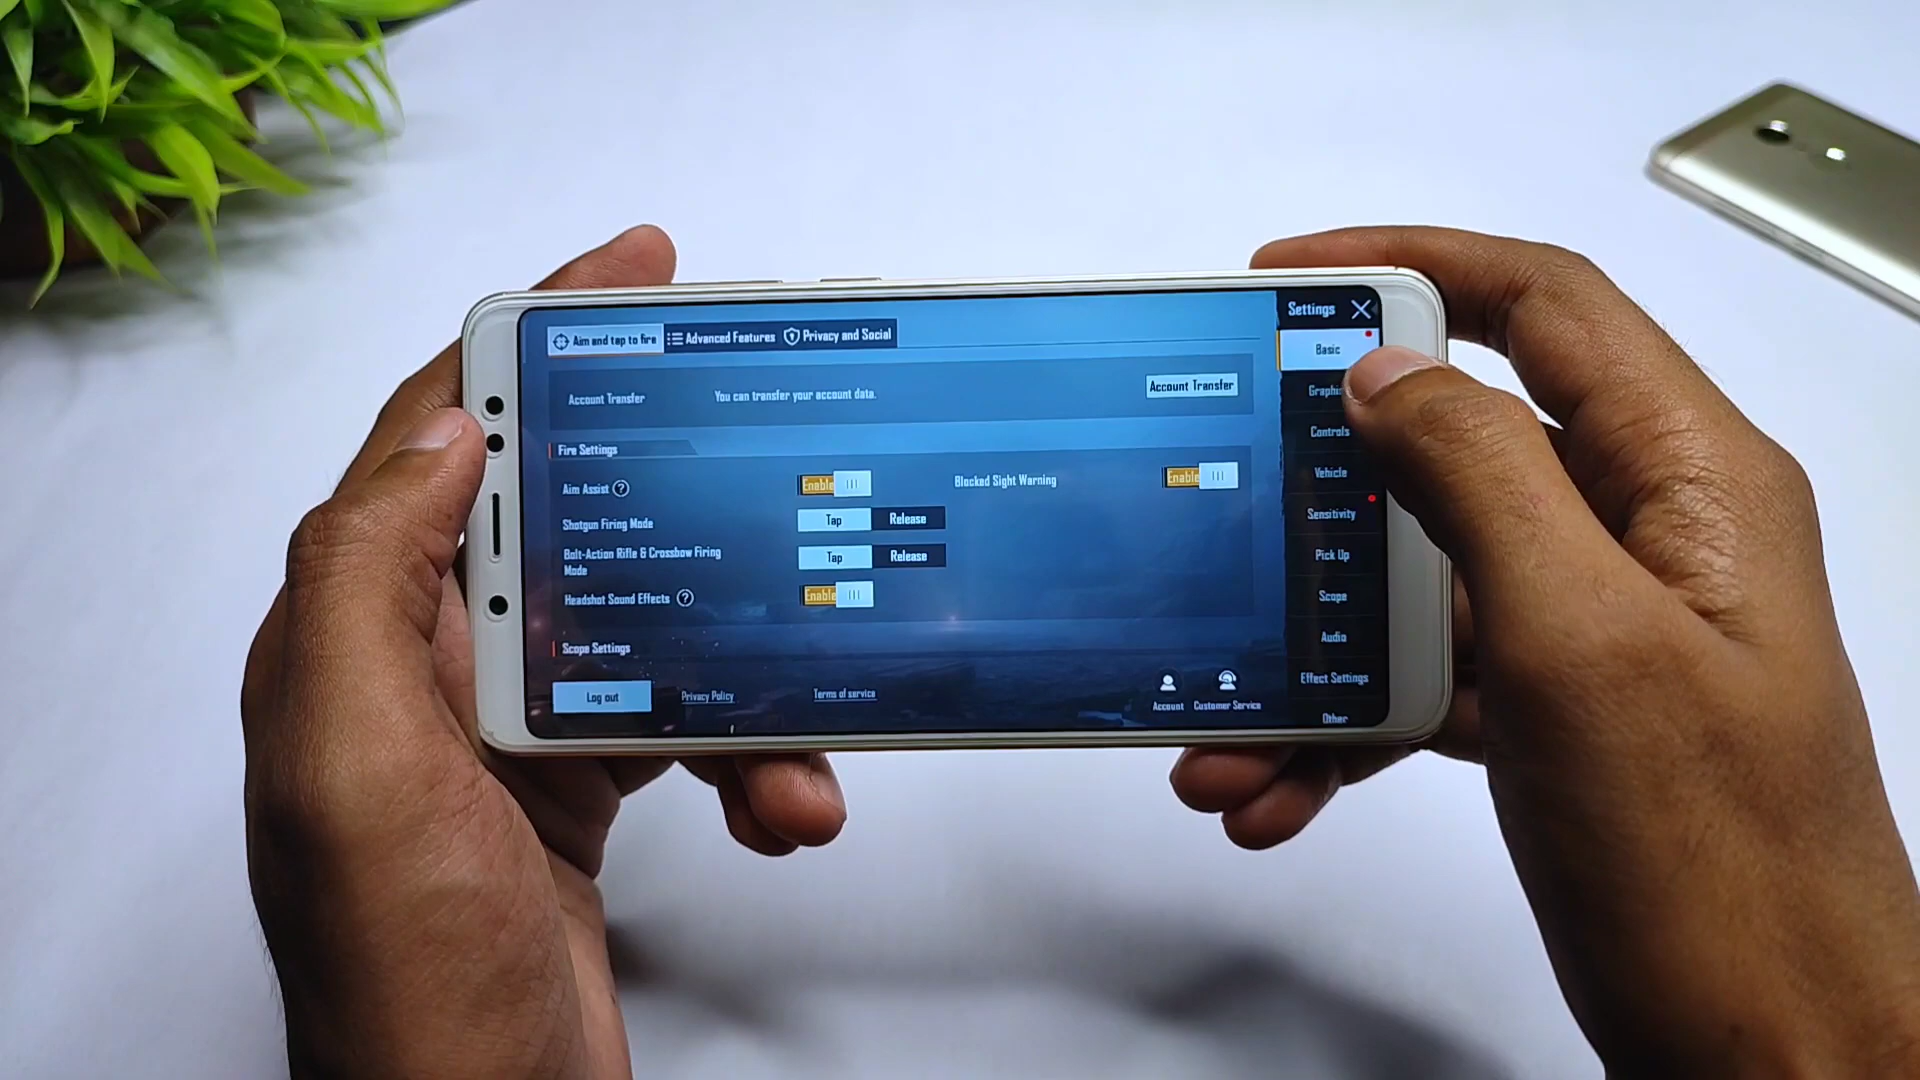 Aim and tap to fire
Advanced Features
Privacy and Social
Settings
Account Transfer
You can transfer your account data.
Account Transfer
Fire Settings
Aim Assist ?
Enable
Blocked Sight Warning
Enable
Shotgun Firing Mode
Tap
Release
Bolt-Action Rifle & Crossbow Firing
Mode
Tap
Release
Headshot Sound Effects ?
Enable
Scope Settings
Log out
Privacy Policy
Terms of service
Account
Customer Service
Basic
Controls
Vehicle
Sensitivity
Pick Up
Scope
Audio
Effect Settings
Other